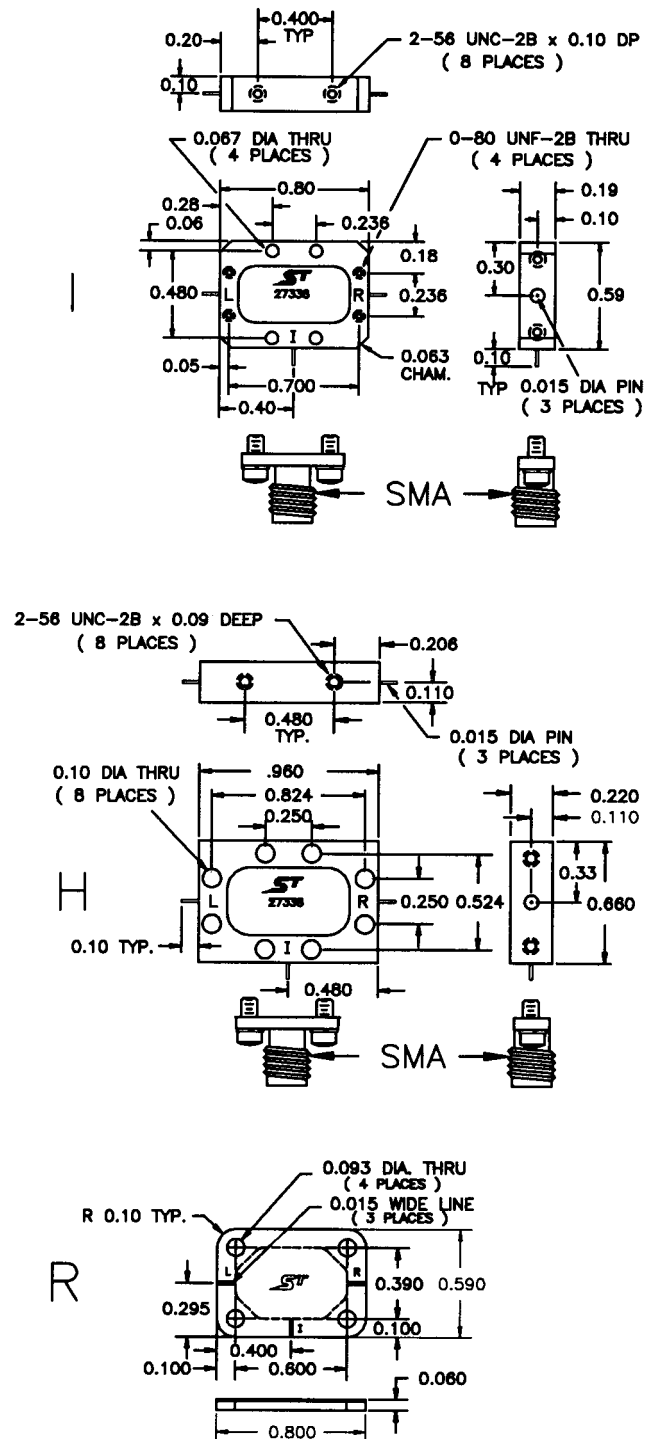 0.400
TYP
0.20
2-56 UNC-2B x 0.10 DP
( 8 PLACES )
0.10
0.067 DIA THRU
( 4 PLACES )
0-80 UNF-2B THRU
( 4 PLACES )
0.80
0.19
0.28
0.10
0.06
0.236
0.18
0.30
I
ST
27336
L
R
0.480
0.236
0.59
I
0.05
0.063
CHAM.
0.10
TYP
0.700
0.015 DIA PIN
( 3 PLACES )
0.40
SMA
2-56 UNC-2B x 0.09 DEEP
( 8 PLACES )
0.206
0.110
0.480
TYP.
0.015 DIA PIN
( 3 PLACES )
0.10 DIA THRU
( 8 PLACES )
.960
0.824
0.250
0.220
0.110
H
ST
27336
L
R
0.33
0.250
0.524
0.660
0.10 TYP.
I
0.480
SMA
0.093 DIA. THRU
( 4 PLACES )
0.015 WIDE LINE
( 3 PLACES )
R 0.10 TYP.
R
L
R
ST
0.390
0.590
0.295
I
0.100
0.400
0.100
0.600
0.060
0.800